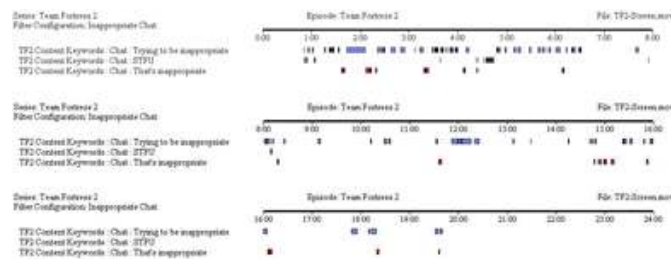 Series: Team Fortress 2 Episode: Team Fortress 2 File: TF2-Screen.mov
Filter Configuration: Inappropriate Chat
0:00 1:00 2:00 3:00 4:00 5:00 6:00 7:00 8:00
TF2 Content Keywords : Chat : Trying to be inappropriate
TF2 Content Keywords : Chat : STFU
TF2 Content Keywords : Chat : That's inappropriate
Series: Team Fortress 2 Episode: Team Fortress 2 File: TF2-Screen.mov
Filter Configuration: Inappropriate Chat
8:00 9:00 10:00 11:00 12:00 13:00 14:00 15:00 16:00
TF2 Content Keywords : Chat : Trying to be inappropriate
TF2 Content Keywords : Chat : STFU
TF2 Content Keywords : Chat : That's inappropriate
Series: Team Fortress 2 Episode: Team Fortress 2 File: TF2-Screen.mov
Filter Configuration: Inappropriate Chat
16:00 17:00 18:00 19:00 20:00 21:00 22:00 23:00 24:00
TF2 Content Keywords : Chat : Trying to be inappropriate
TF2 Content Keywords : Chat : STFU
TF2 Content Keywords : Chat : That's inappropriate